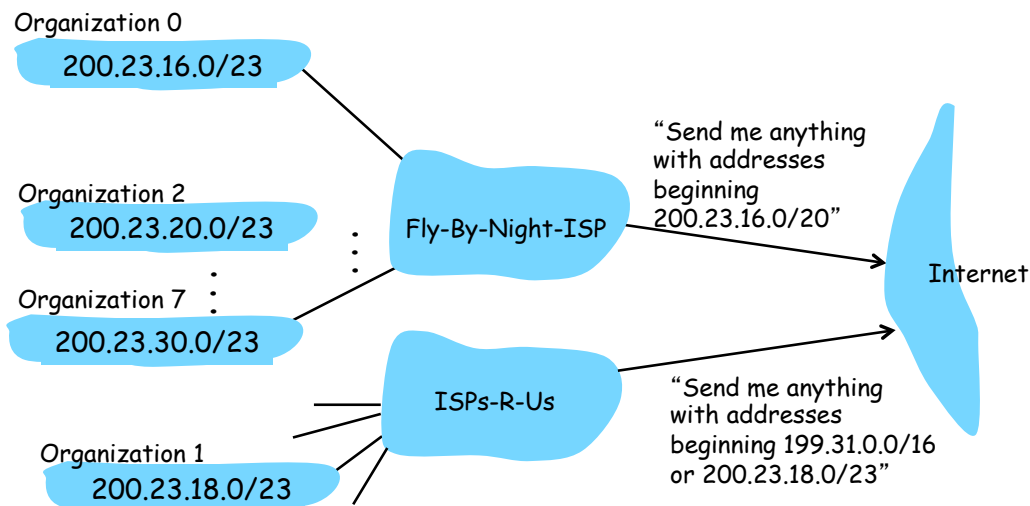 Organization 0
200.23.16.0/23
Organization 2
200.23.20.0/23
Organization 7
200.23.30.0/23
Organization 1
200.23.18.0/23
Fly-By-Night-ISP
ISPs-R-Us
“Send me anything
with addresses
beginning
200.23.16.0/20”
“Send me anything
with addresses
beginning 199.31.0.0/16
or 200.23.18.0/23”
Internet